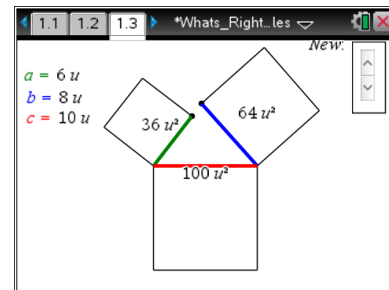 1.1 1.2 1.3 *Whats_Right...les
New:
a = 6 u
b = 8 u
c = 10 u
36 u²
64 u²
100 u²